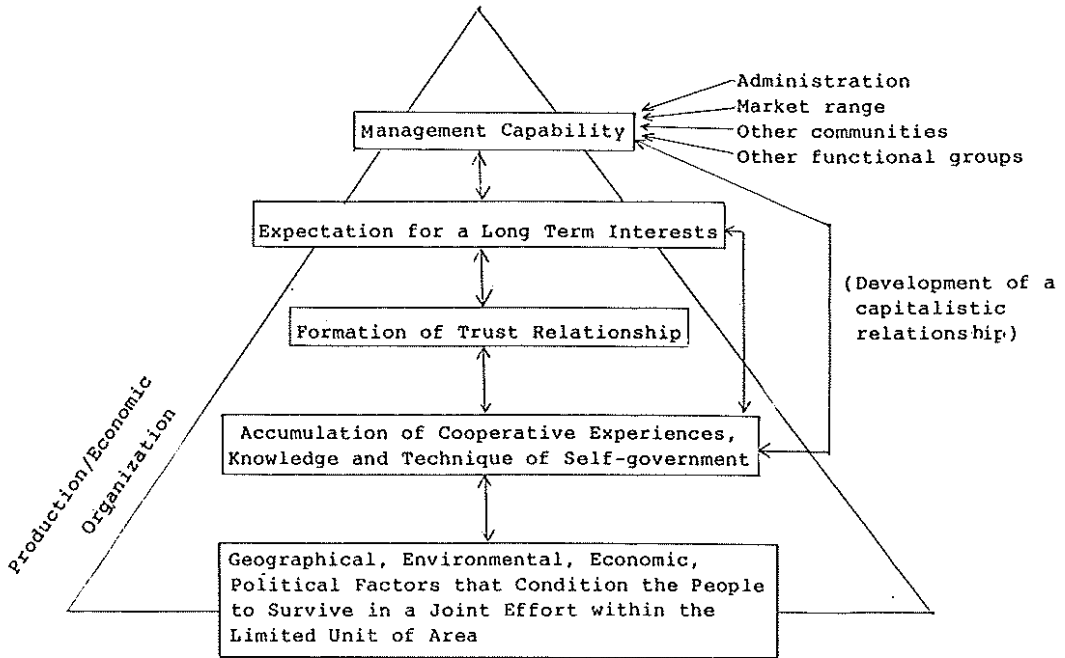 Administration
Market range
Management Capability
Other communities
Other functional groups
Expectation for a Long Term Interests
(Development of a
capitalistic
relationship)
Formation of Trust Relationship
Production/Economic
Organization
Accumulation of Cooperative Experiences,
Knowledge and Technique of Self-government
Geographical, Environmental, Economic,
Political Factors that Condition the People
to Survive in a Joint Effort within the
Limited Unit of Area